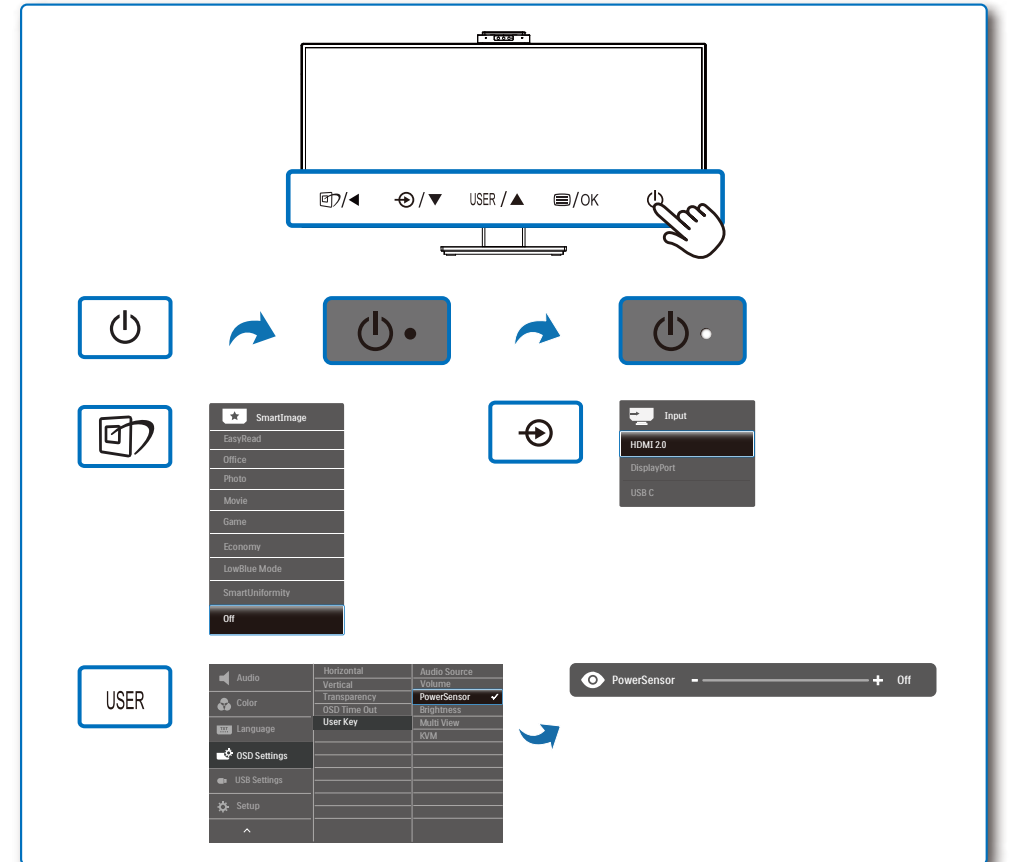 /◀ /▼ USER /▲ /OK
SmartImage
EasyRead
Office
Photo
Movie
Game
Economy
LowBlue Mode
SmartUniformity
Off
Input
HDMI 2.0
DisplayPort
USB C
USER
Audio
Color
Language
OSD Settings
USB Settings
Setup
Horizontal
Vertical
Transparency
OSD Time Out
User Key
Audio Source
Volume
PowerSensor ✔
Brightness
Multi View
KVM
PowerSensor - + Off